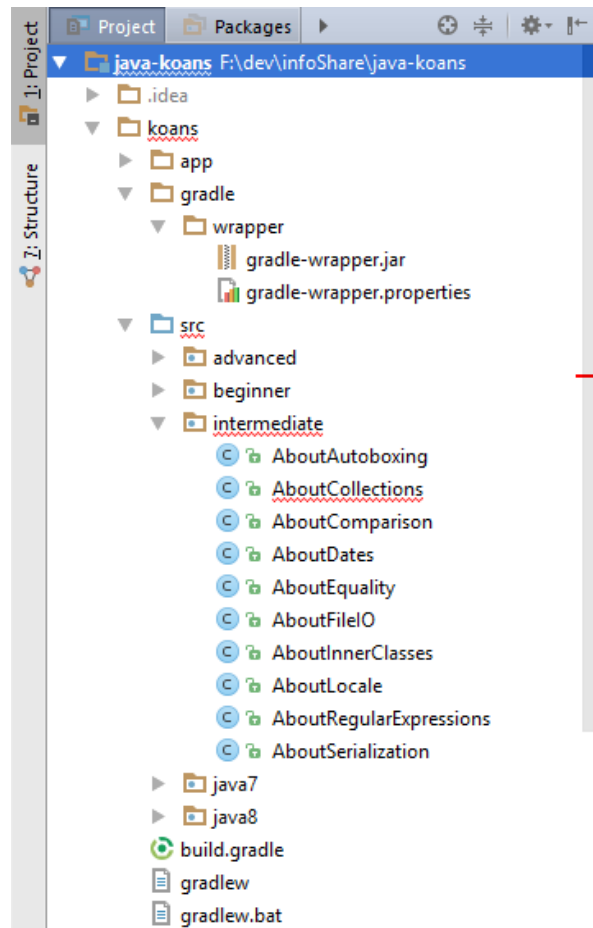 1: Project
7: Structure
Project Packages
java-koans F:\dev\infoShare\java-koans
.idea
koans
app
gradle
wrapper
gradle-wrapper.jar
gradle-wrapper.properties
src
advanced
beginner
intermediate
C AboutAutoboxing
C AboutCollections
C AboutComparison
C AboutDates
C AboutEquality
C AboutFileIO
C AboutInnerClasses
C AboutLocale
C AboutRegularExpressions
C AboutSerialization
java7
java8
build.gradle
gradlew
gradlew.bat